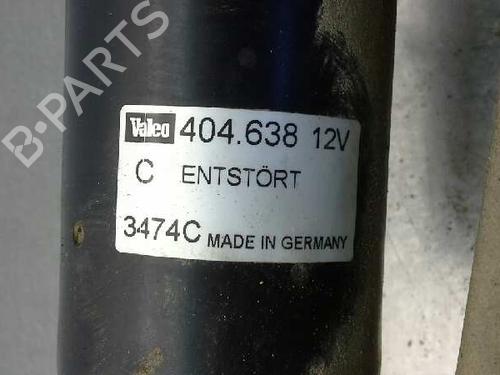 B-PARTS
Valeo 404.638 12V
C ENTSTÖRT
3474C MADE IN GERMANY